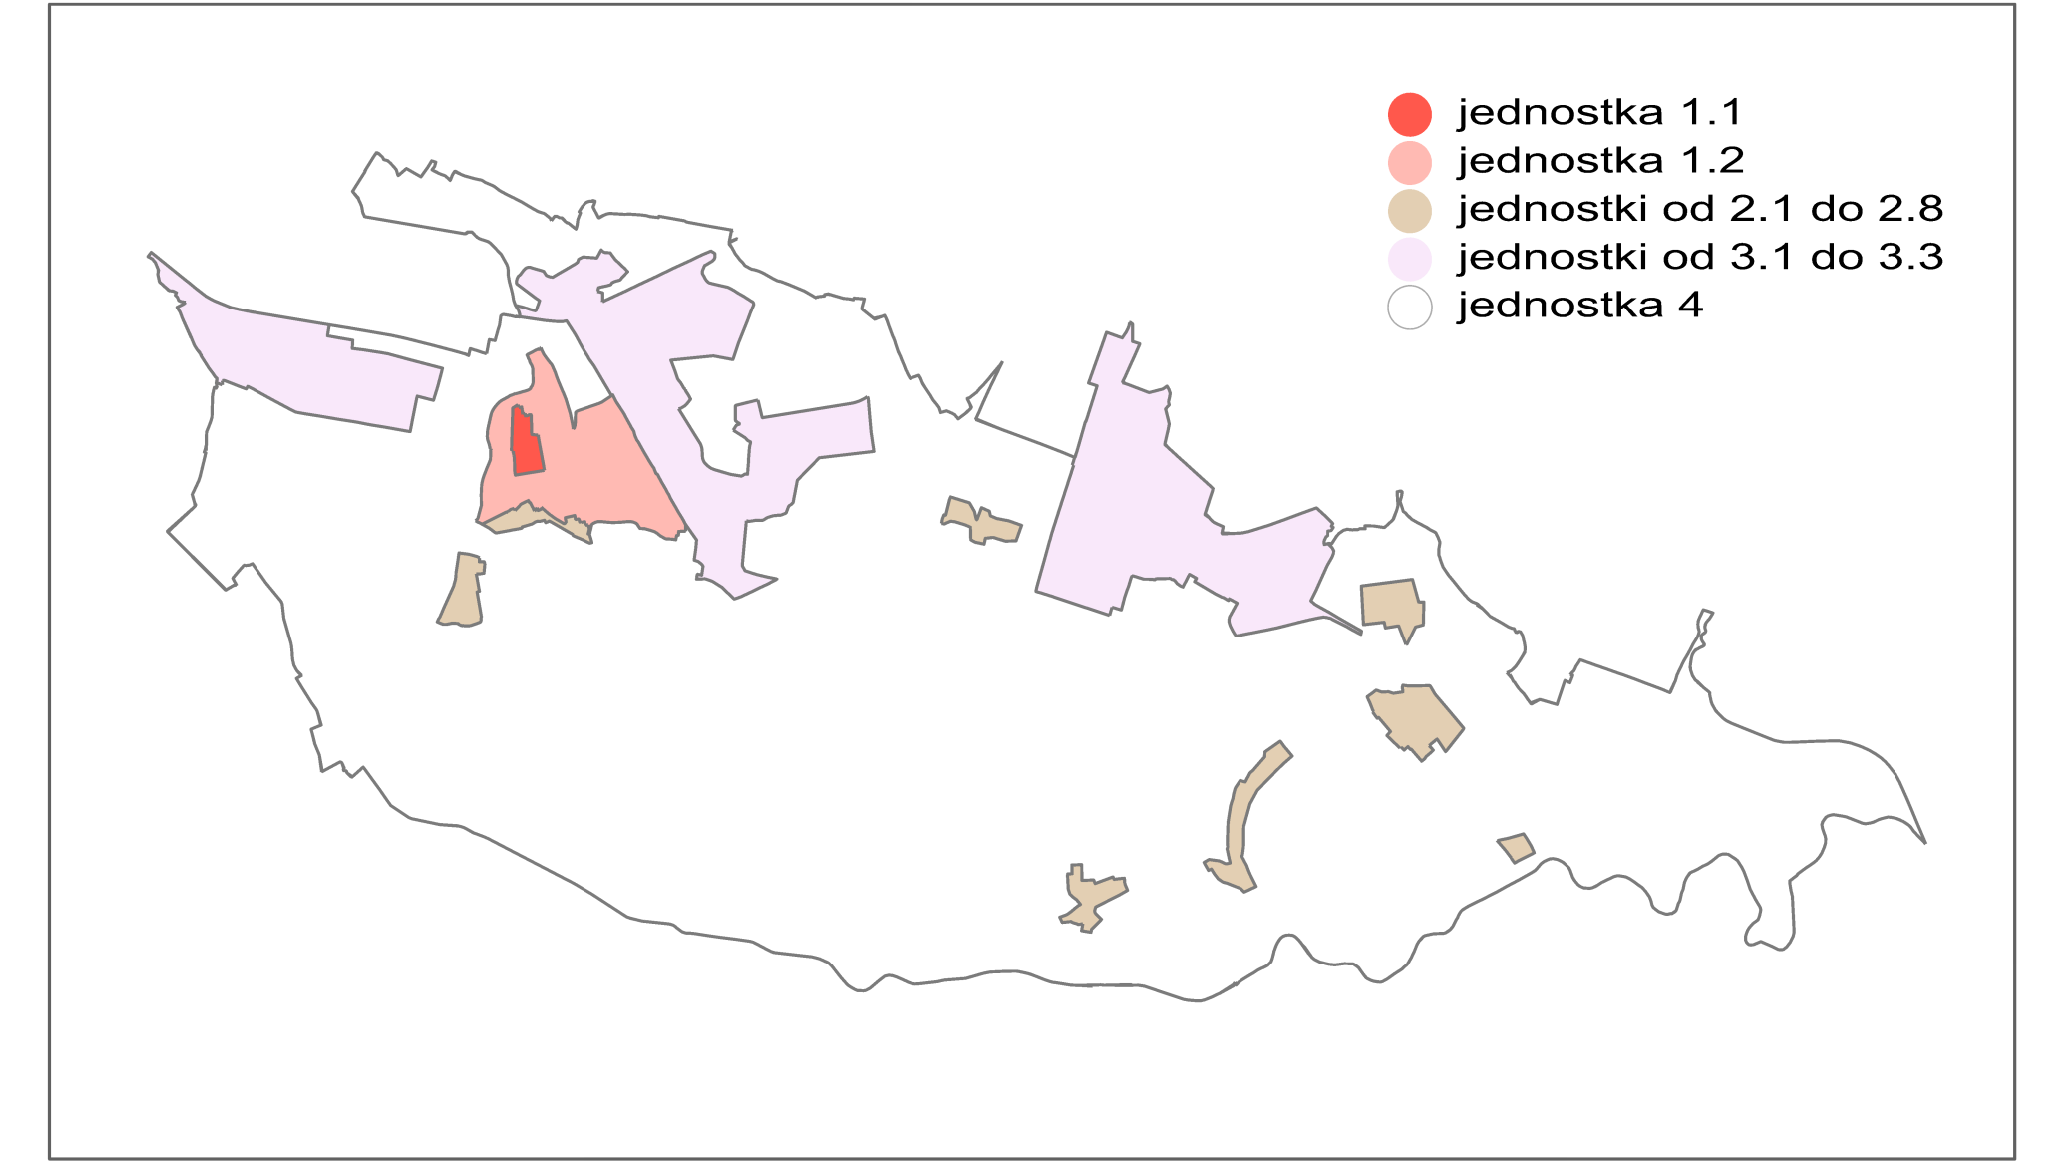 jednostka 1.1
jednostka 1.2
jednostki od 2.1 do 2.8
jednostki od 3.1 do 3.3
jednostka 4